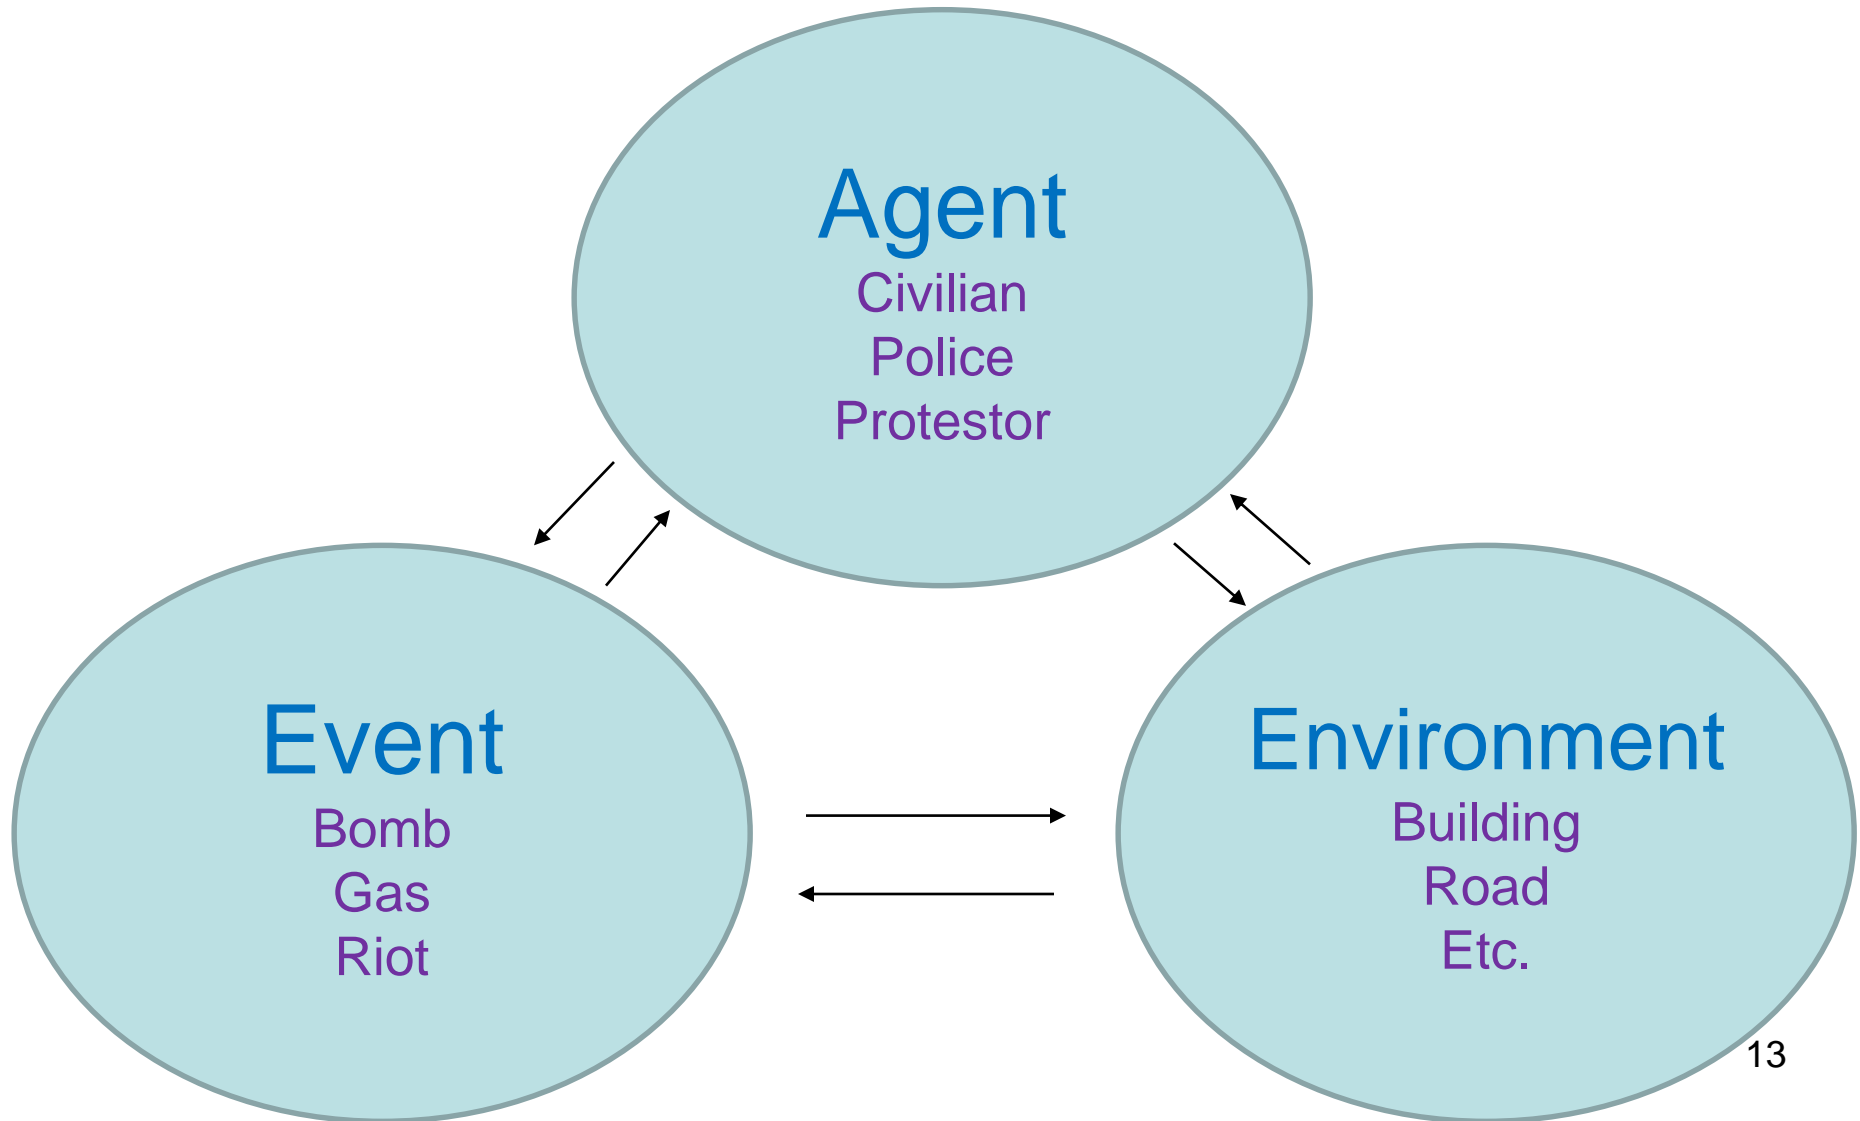 Agent
Civilian
Police
Protestor
Event
Bomb
Gas
Riot
Environment
Building
Road
Etc.
13